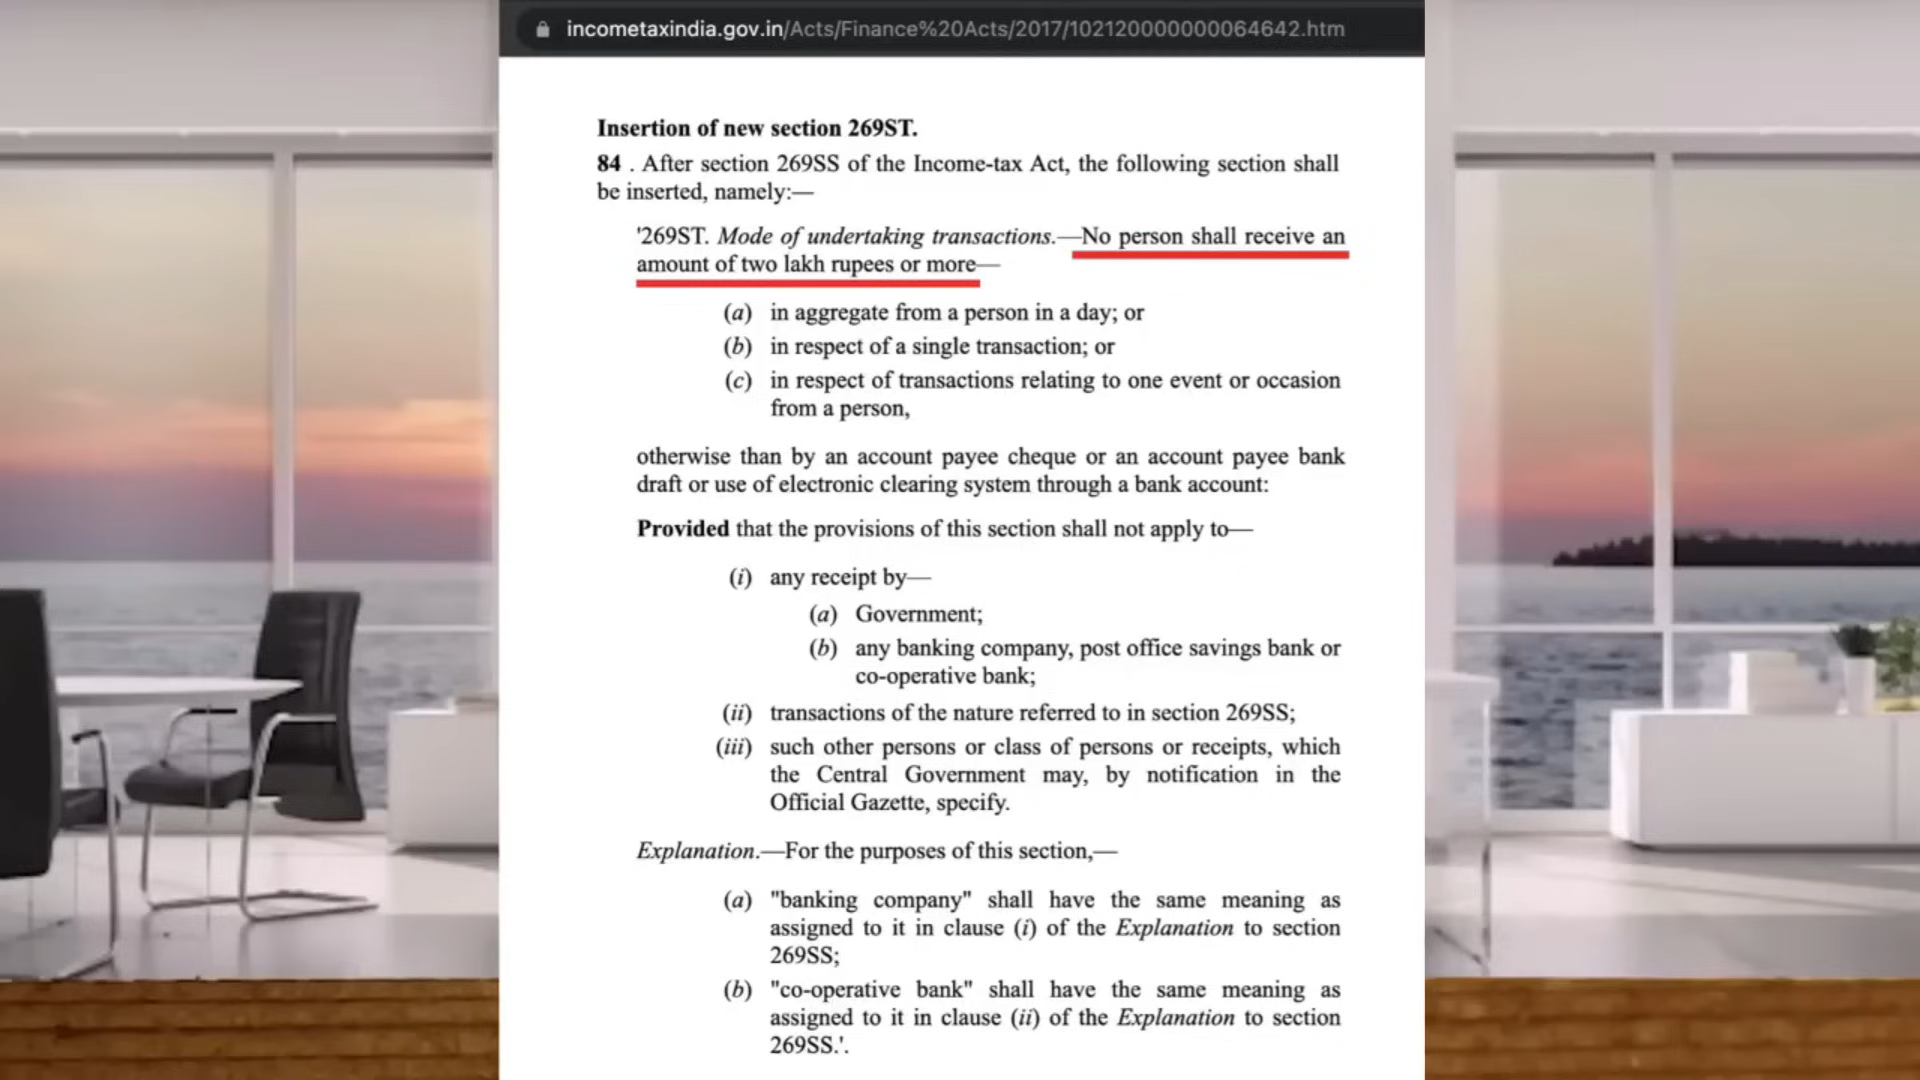 incometaxindia.gov.in/Acts/Finance%20Acts/2017/102120000000064642.htm
Insertion of new section 269ST.
84 . After section 269SS of the Income-tax Act, the following section shall
be inserted, namely:—
'269ST. Mode of undertaking transactions.—No person shall receive an
amount of two lakh rupees or more—
(a) in aggregate from a person in a day; or
(b) in respect of a single transaction; or
(c) in respect of transactions relating to one event or occasion
from a person,
otherwise than by an account payee cheque or an account payee bank
draft or use of electronic clearing system through a bank account:
Provided that the provisions of this section shall not apply to—
(i) any receipt by—
(a) Government;
(b) any banking company, post office savings bank or
co-operative bank;
(ii) transactions of the nature referred to in section 269SS;
(iii) such other persons or class of persons or receipts, which
the Central Government may, by notification in the
Official Gazette, specify.
Explanation.—For the purposes of this section,—
(a) "banking company" shall have the same meaning as
assigned to it in clause (i) of the Explanation to section
269SS;
(b) "co-operative bank" shall have the same meaning as
assigned to it in clause (ii) of the Explanation to section
269SS.'.